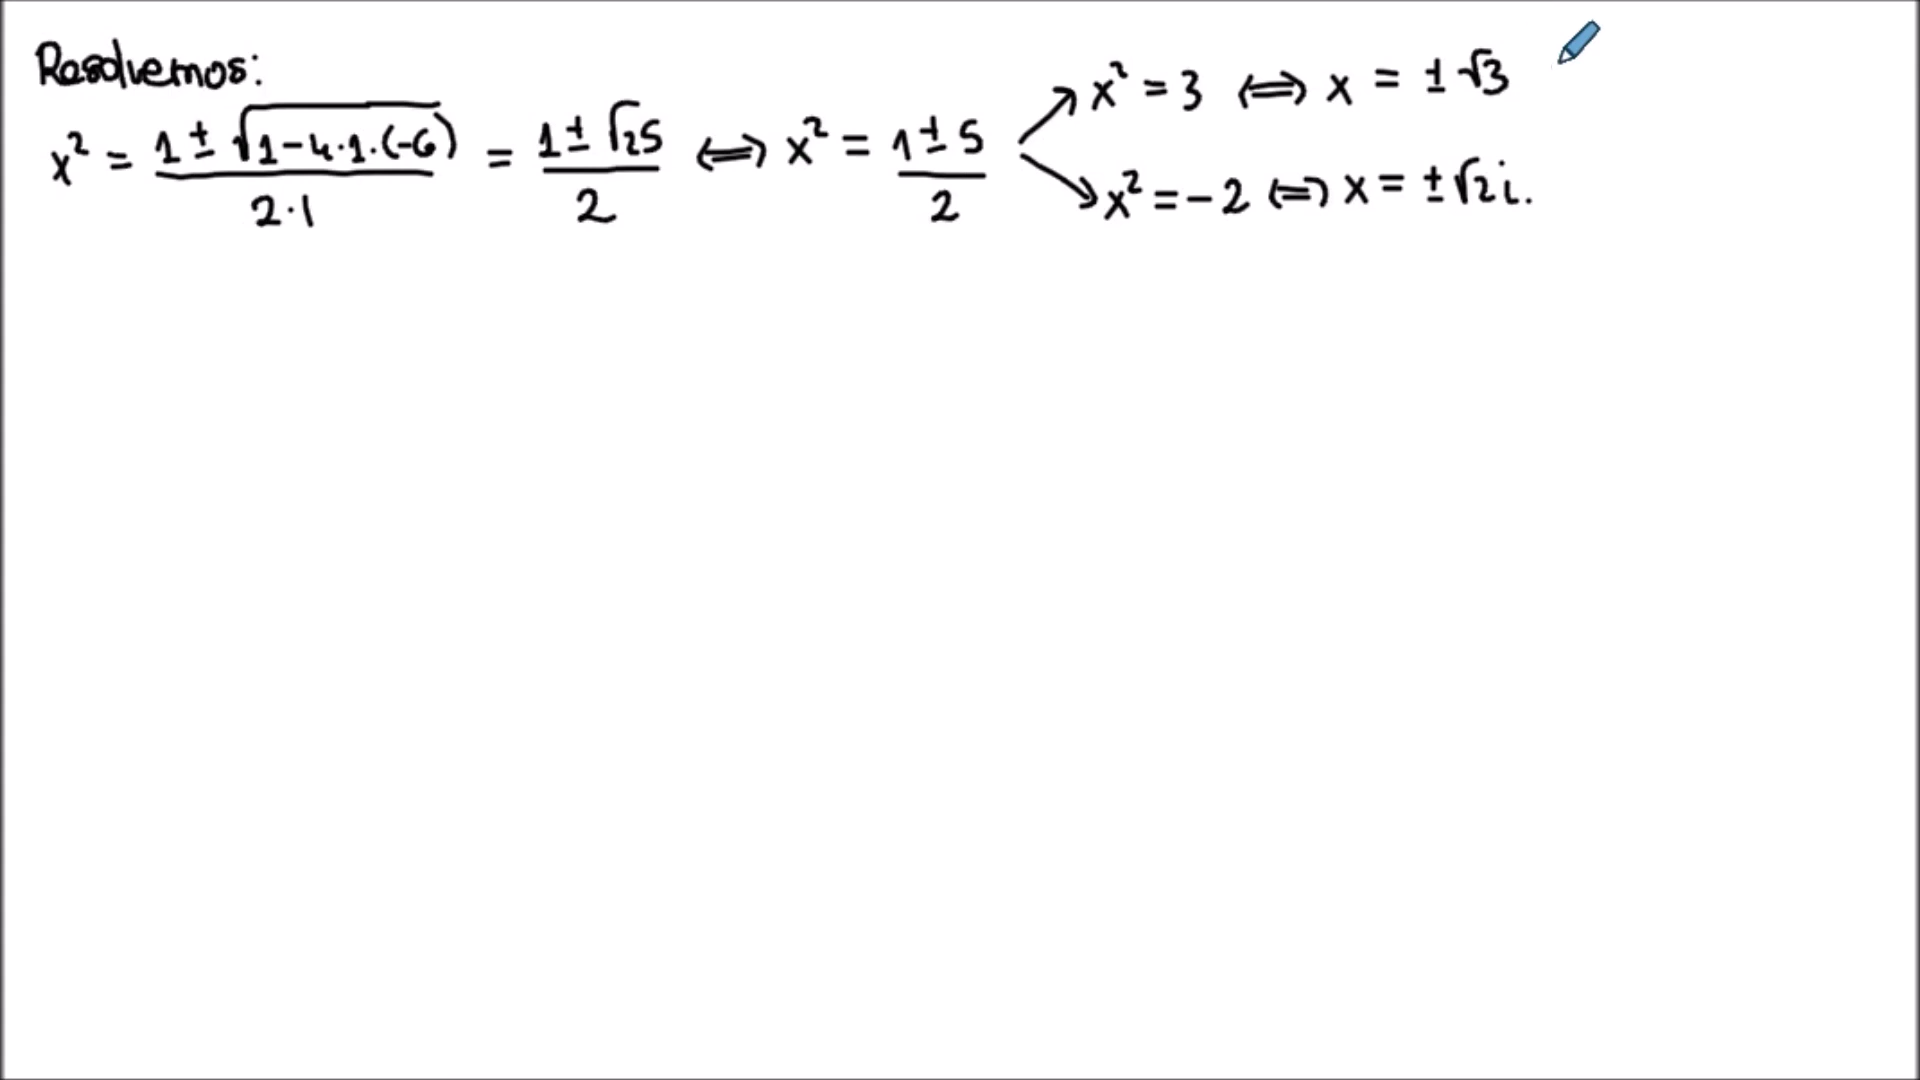 Resolvemos:
x² = (1 ± √(1-4·1·(-6)))/(2·1) = (1 ± √25)/2 ⟺ x² = (1 ± 5)/2
↗ x² = 3 ⟺ x = ± √3
↘ x² = -2 ⟺ x = ± √2 i.